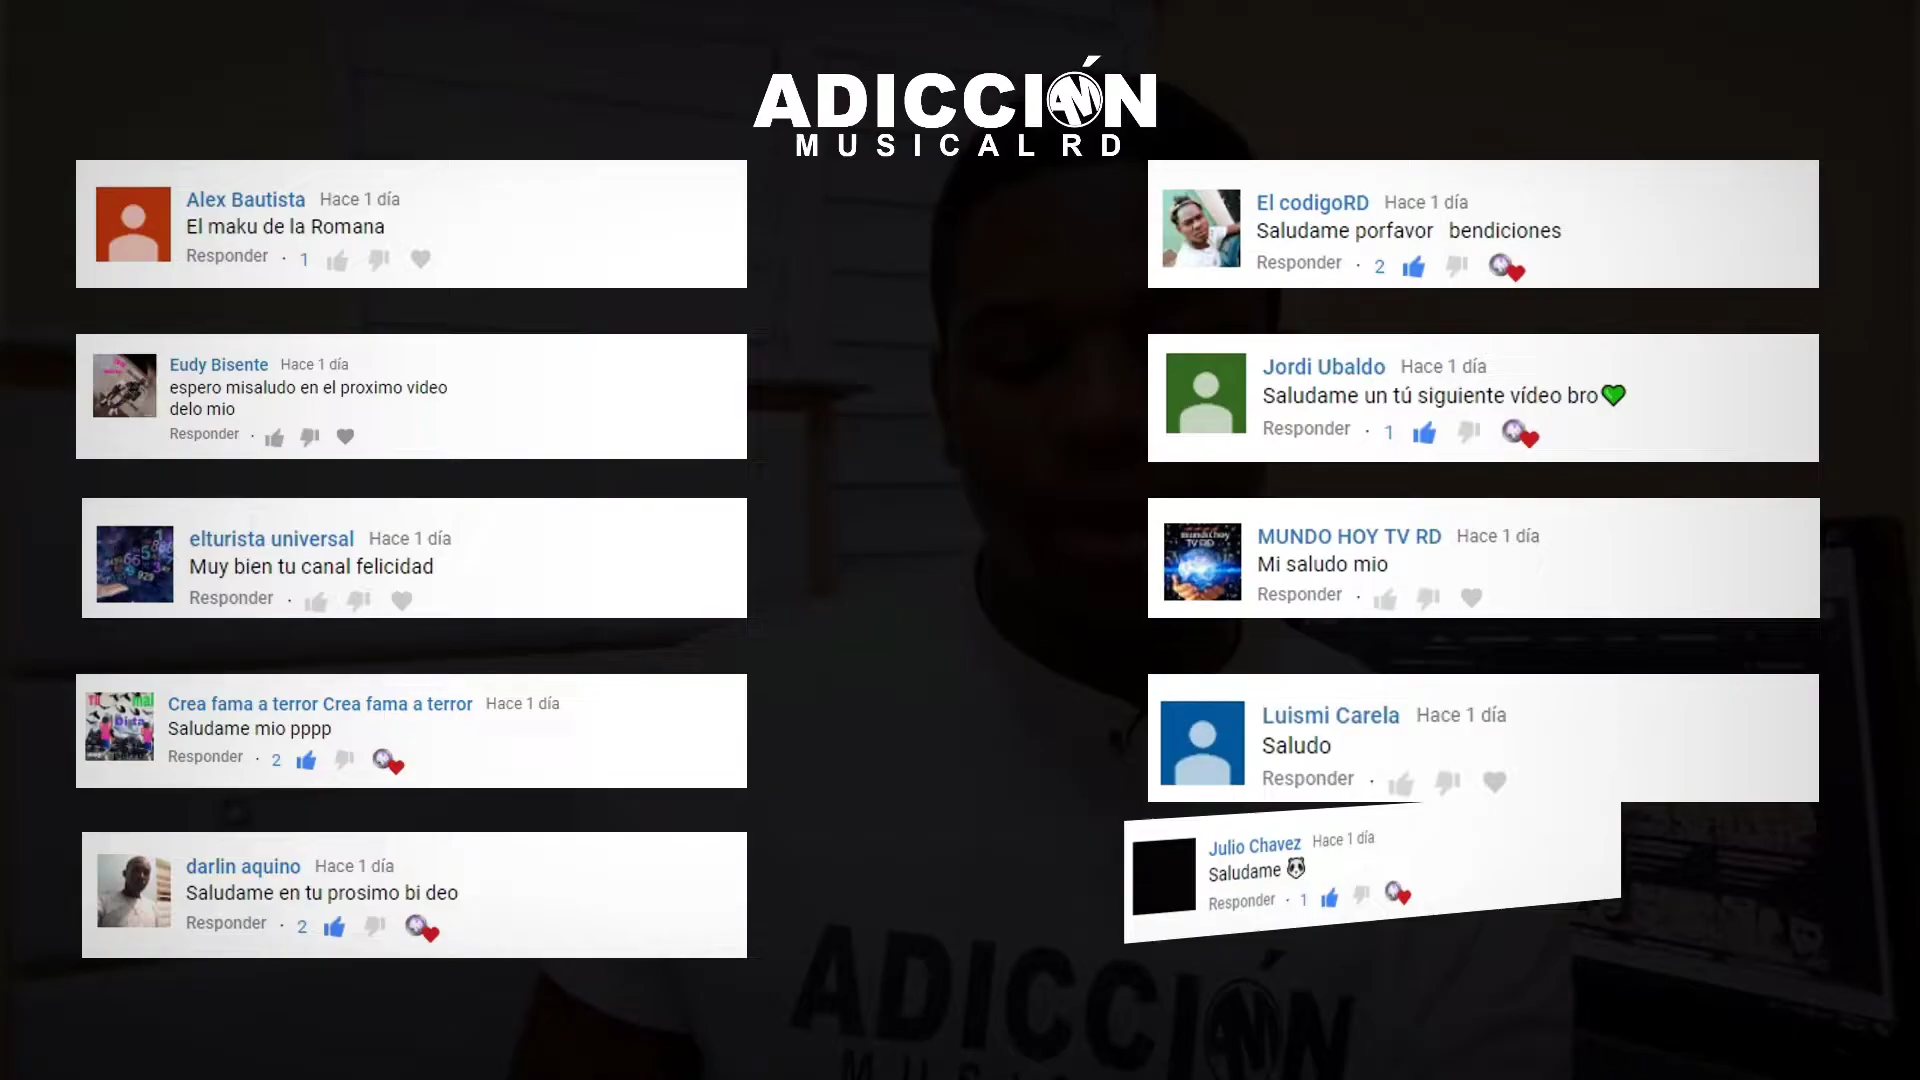 ADICCIÓN
MUSICAL RD
Alex Bautista Hace 1 día
El maku de la Romana
Responder · 1
Eudy Bisente Hace 1 día
espero misaludo en el proximo video
delo mio
Responder ·
elturista universal Hace 1 día
Muy bien tu canal felicidad
Responder ·
Crea fama a terror Crea fama a terror Hace 1 día
Saludame mio pppp
Responder · 2
darlin aquino Hace 1 día
Saludame en tu prosimo bi deo
Responder · 2
El codigoRD Hace 1 día
Saludame porfavor bendiciones
Responder · 2
Jordi Ubaldo Hace 1 día
Saludame un tú siguiente vídeo bro💚
Responder · 1
MUNDO HOY TV RD Hace 1 día
Mi saludo mio
Responder ·
Luismi Carela Hace 1 día
Saludo
Responder ·
Julio Chavez Hace 1 día
Saludame 🐼
Responder · 1
ADICCIÓN